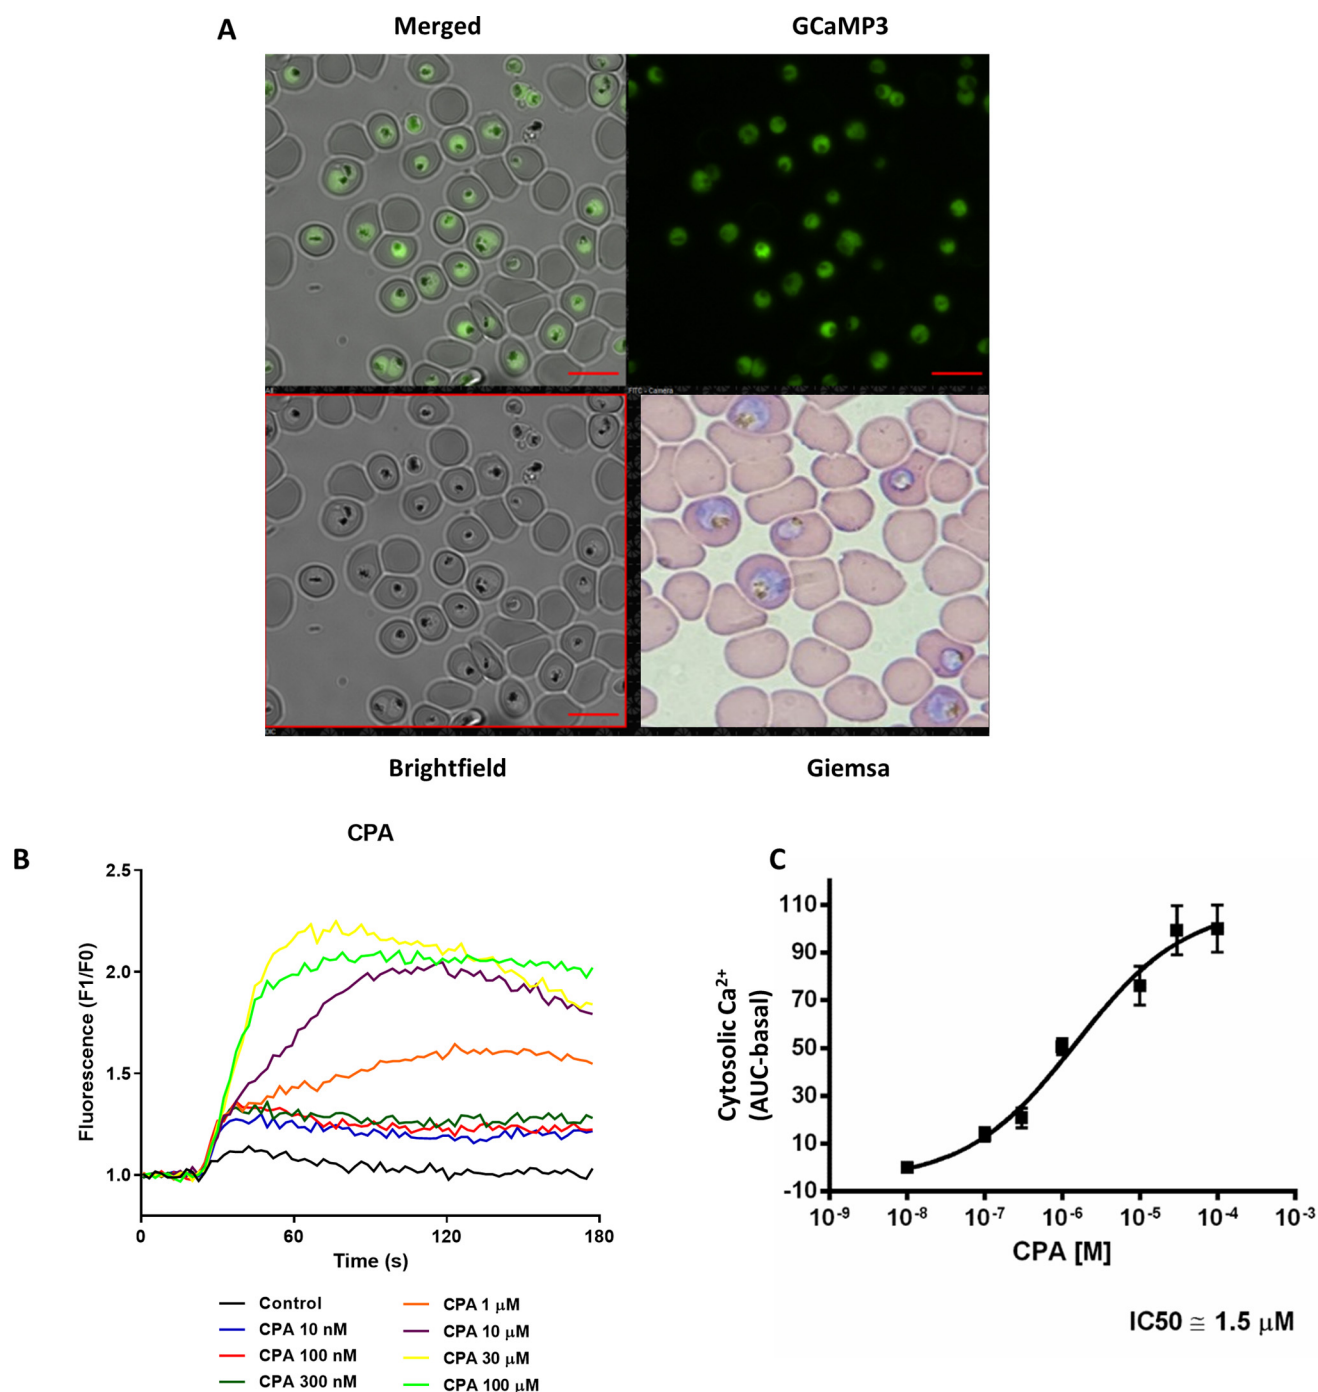 A
Merged
GCaMP3
FITC - Camera
DIC
Brightfield
Giemsa
B
CPA
Fluorescence (F1/F0)
2.5
2.0
1.5
1.0
0
60
120
180
Time (s)
Control
CPA 10 nM
CPA 100 nM
CPA 300 nM
CPA 1 μM
CPA 10 μM
CPA 30 μM
CPA 100 μM
C
Cytosolic Ca²⁺
(AUC-basal)
110
90
70
50
30
10
-10
10⁻⁹
10⁻⁸
10⁻⁷
10⁻⁶
10⁻⁵
10⁻⁴
10⁻³
CPA [M]
IC50 ≅ 1.5 μM